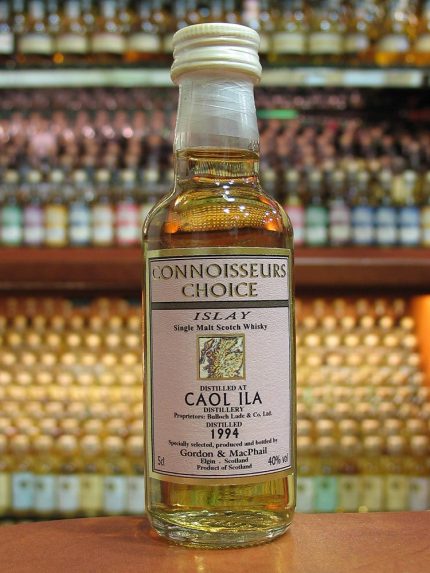 CONNOISSEURS
CHOICE
ISLAY
Single Malt Scotch Whisky
DISTILLED AT
CAOL ILA
DISTILLERY
Proprietors: Bulloch Lade & Co. Ltd.
DISTILLED
1994
Specially selected, produced and bottled by
Gordon & MacPhail
Elgin - Scotland
5cl Product of Scotland 40% vol